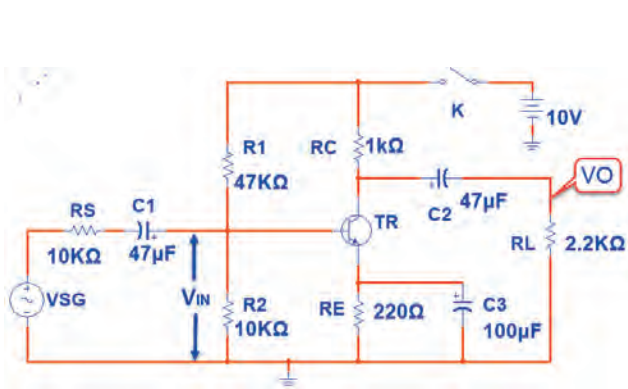 K
10V
R1
47KΩ
RC
1kΩ
VO
RS
10KΩ
C1
47µF
C2
47µF
TR
RL
2.2KΩ
VSG
VIN
R2
10KΩ
RE
220Ω
C3
100µF